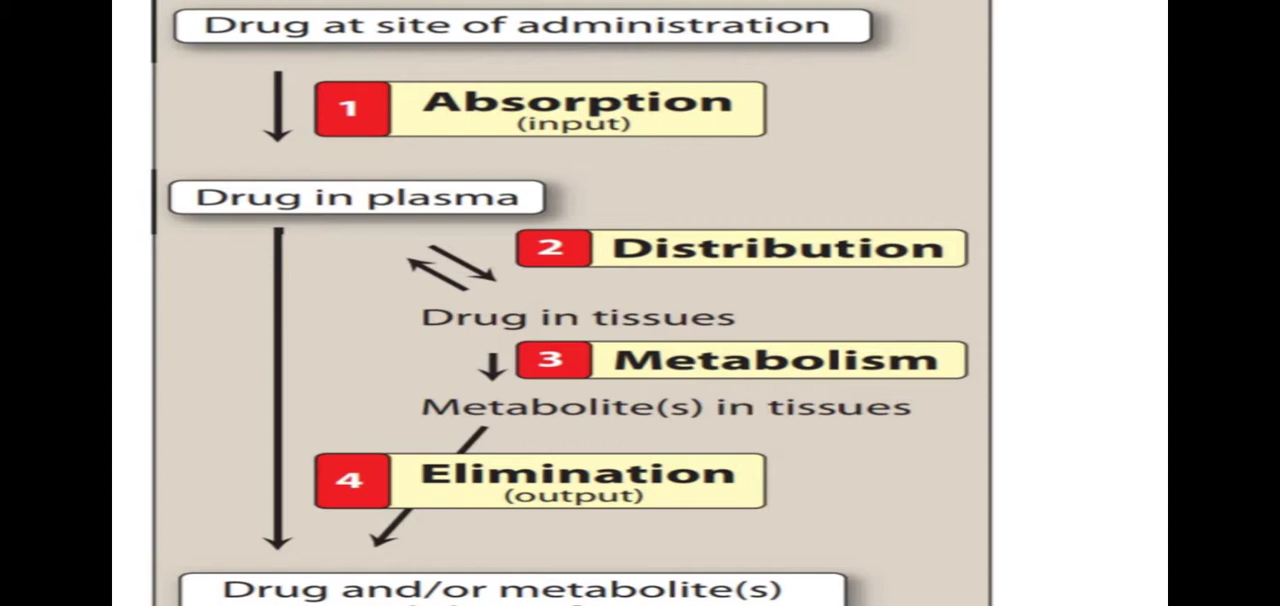 Drug at site of administration
1
Absorption
(input)
Drug in plasma
2
Distribution
Drug in tissues
3
Metabolism
Metabolite(s) in tissues
4
Elimination
(output)
Drug and/or metabolite(s)